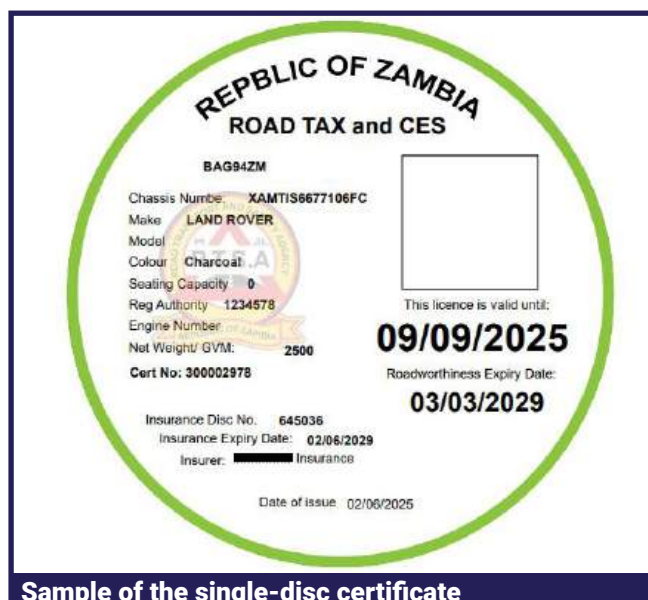 REPBLIC OF ZAMBIA
ROAD TAX and CES
BAG94ZM
Chassis Numbe XAMTIS6677106FC
Make LAND ROVER
Model
Colour Charcoal
Seating Capacity 0
Reg Authority 1234578
Engine Number
Net Weight/ GVM: 2500
Cert No: 300002978
This licence is valid until:
09/09/2025
Roadworthiness Expiry Date:
03/03/2029
Insurance Disc No. 645036
Insurance Expiry Date: 02/06/2029
Insurer: Insurance
Date of issue 02/06/2025
Sample of the single-disc certificate